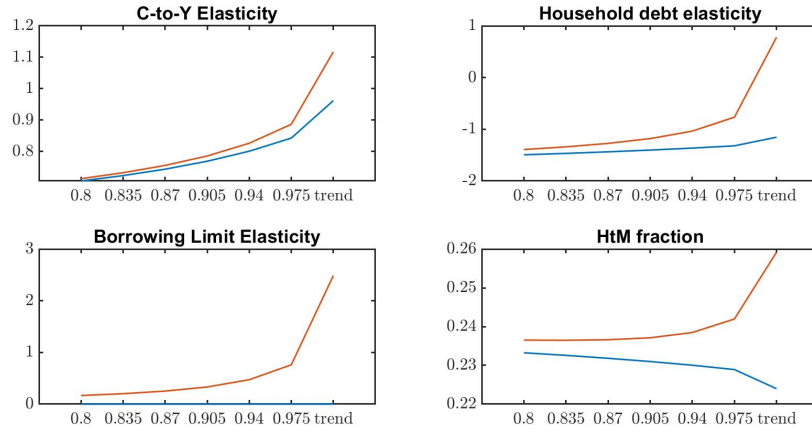 C-to-Y Elasticity
1.2
1.1
1
0.9
0.8
0.8 0.835 0.87 0.905 0.94 0.975 trend
Household debt elasticity
1
0
-1
-2
0.8 0.835 0.87 0.905 0.94 0.975 trend
Borrowing Limit Elasticity
3
2
1
0
0.8 0.835 0.87 0.905 0.94 0.975 trend
HtM fraction
0.26
0.25
0.24
0.23
0.22
0.8 0.835 0.87 0.905 0.94 0.975 trend